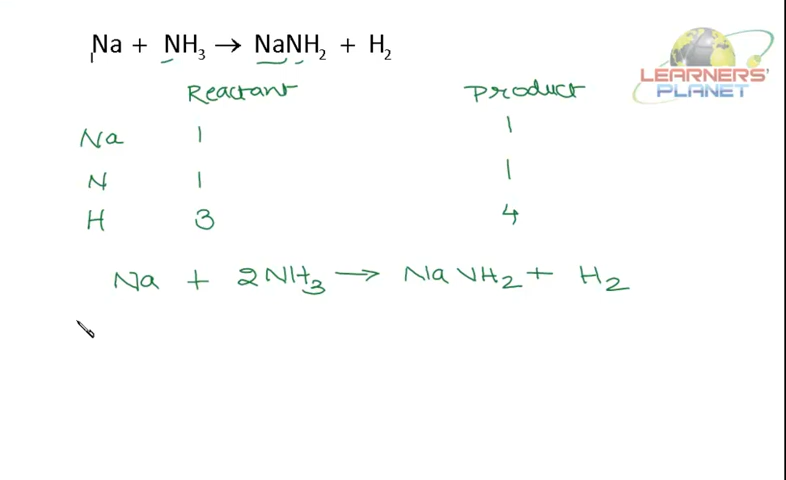 Na + NH₃ → NaNH₂ + H₂
LEARNERS'
PLANET
Reactant Product
Na 1 1
N 1 1
H 3 4
Na + 2NH₃ → NaNH₂ + H₂